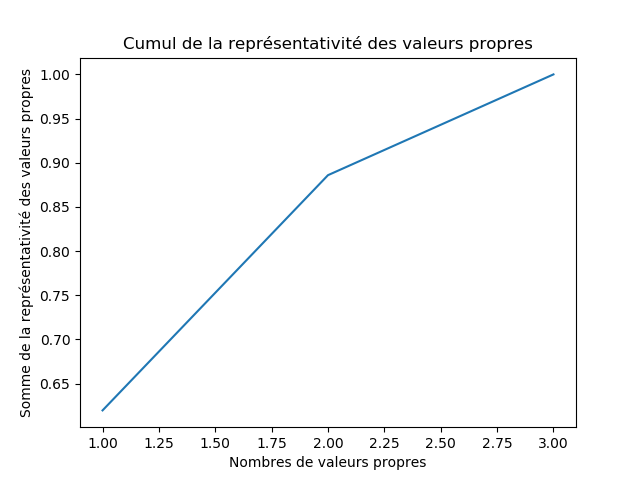 Cumul de la représentativité des valeurs propres
Somme de la représentativité des valeurs propres
1.00
0.95
0.90
0.85
0.80
0.75
0.70
0.65
1.00 1.25 1.50 1.75 2.00 2.25 2.50 2.75 3.00
Nombres de valeurs propres